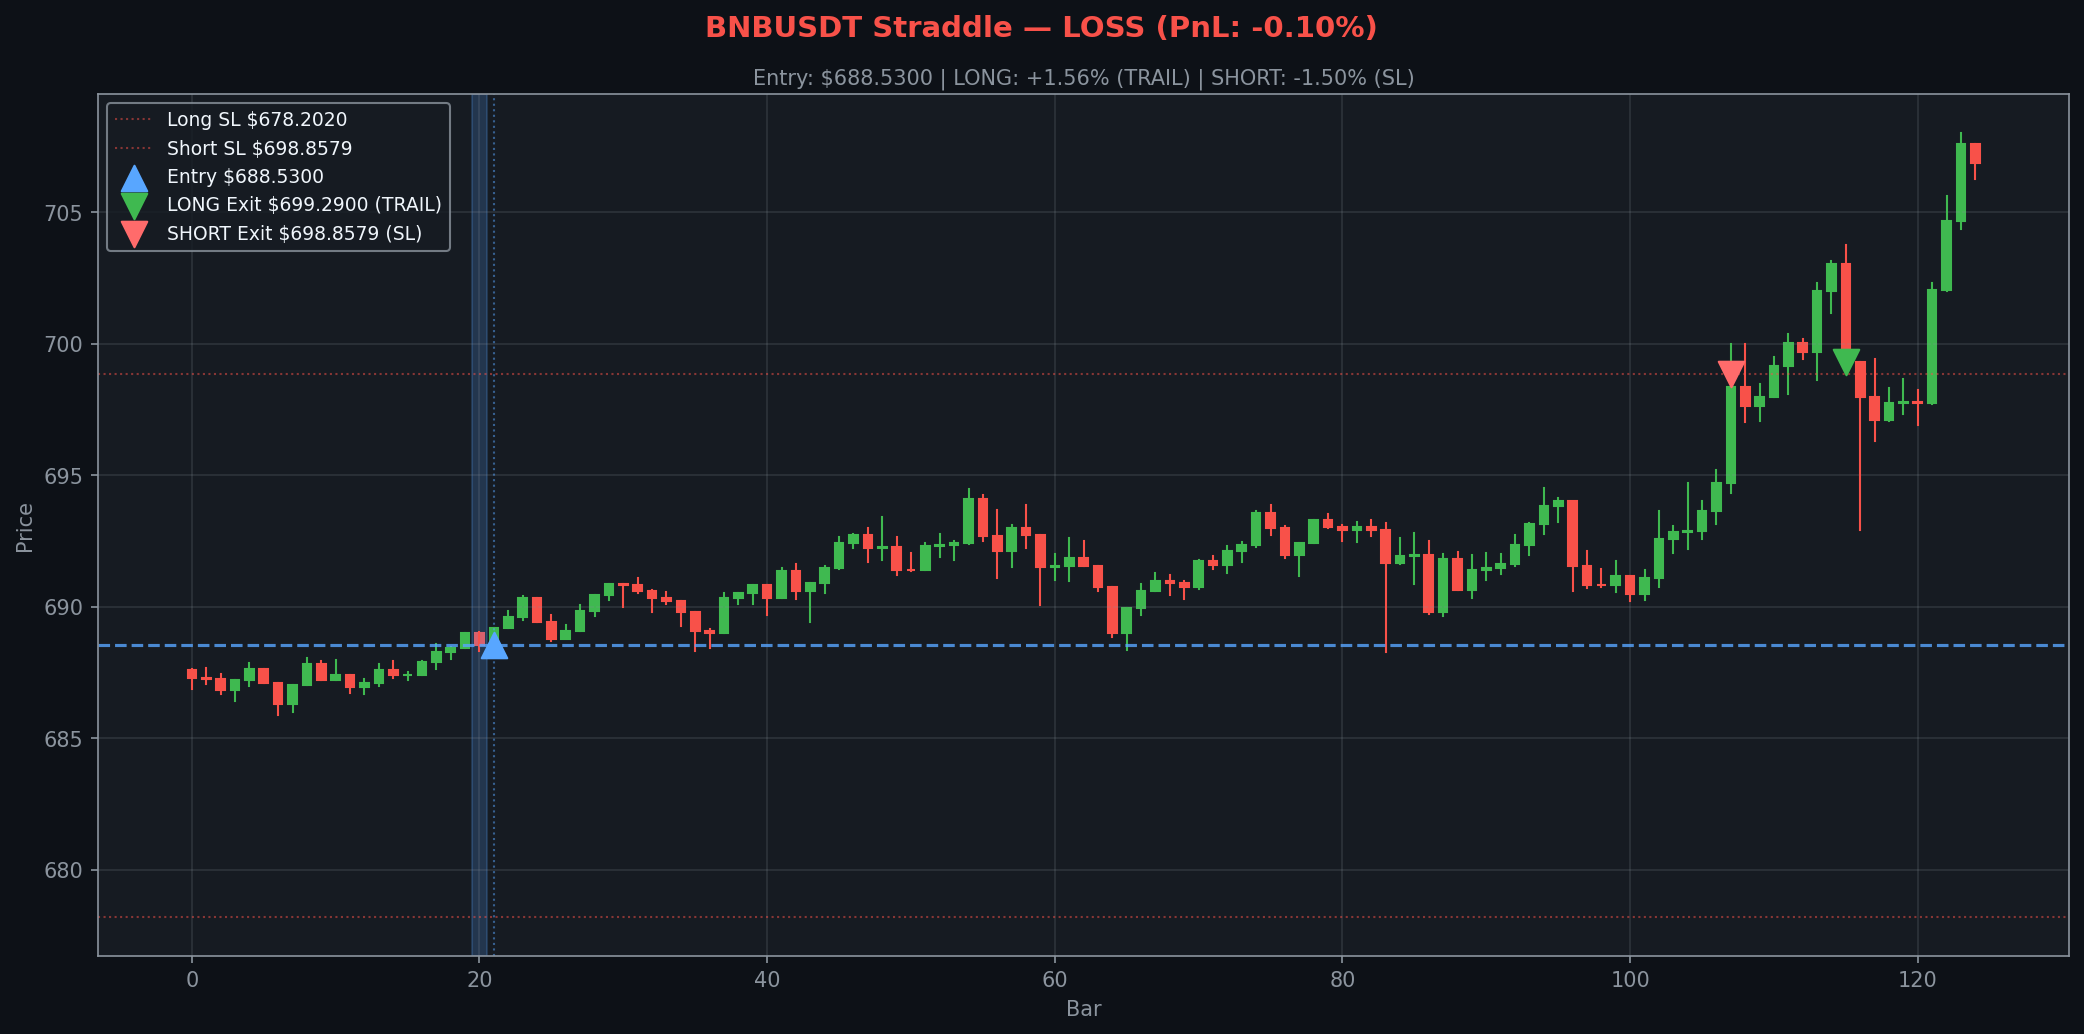 BNBUSDT Straddle — LOSS (PnL: -0.10%)
Entry: $688.5300 | LONG: +1.56% (TRAIL) | SHORT: -1.50% (SL)
Long SL $678.2020
Short SL $698.8579
Entry $688.5300
LONG Exit $699.2900 (TRAIL)
SHORT Exit $698.8579 (SL)
705
700
695
690
685
680
Price
0 20 40 60 80 100 120
Bar